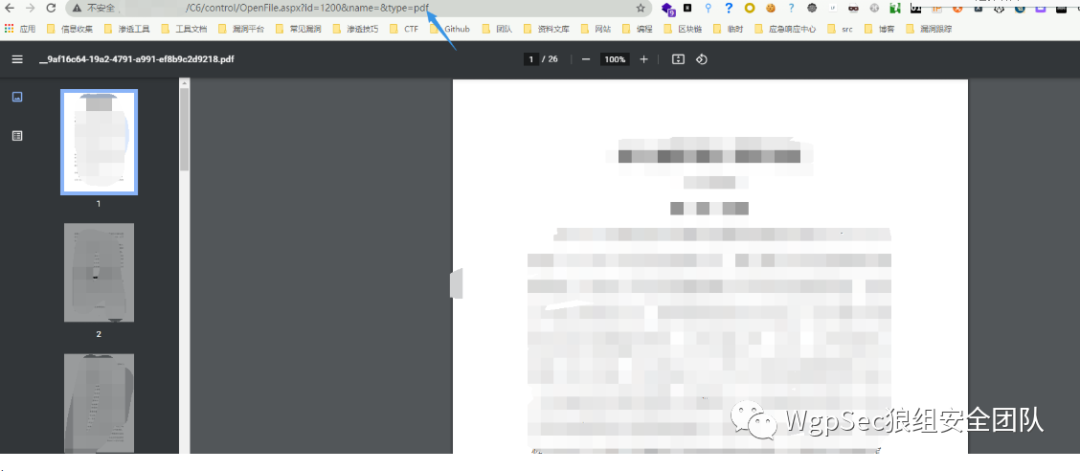 不安全 /C6/control/OpenFile.aspx?id=1200&name=&type=pdf
应用 信息收集 渗透工具 工具文档 漏洞平台 常见漏洞 渗透技巧 CTF Github 团队 资料文库 网站 编程 区块链 临时 应急响应中心 src 博客 漏洞跟踪
__9af16c64-19a2-4791-a991-ef8b9c2d9218.pdf 1 / 26 100%
1
2
WgpSec狼组安全团队